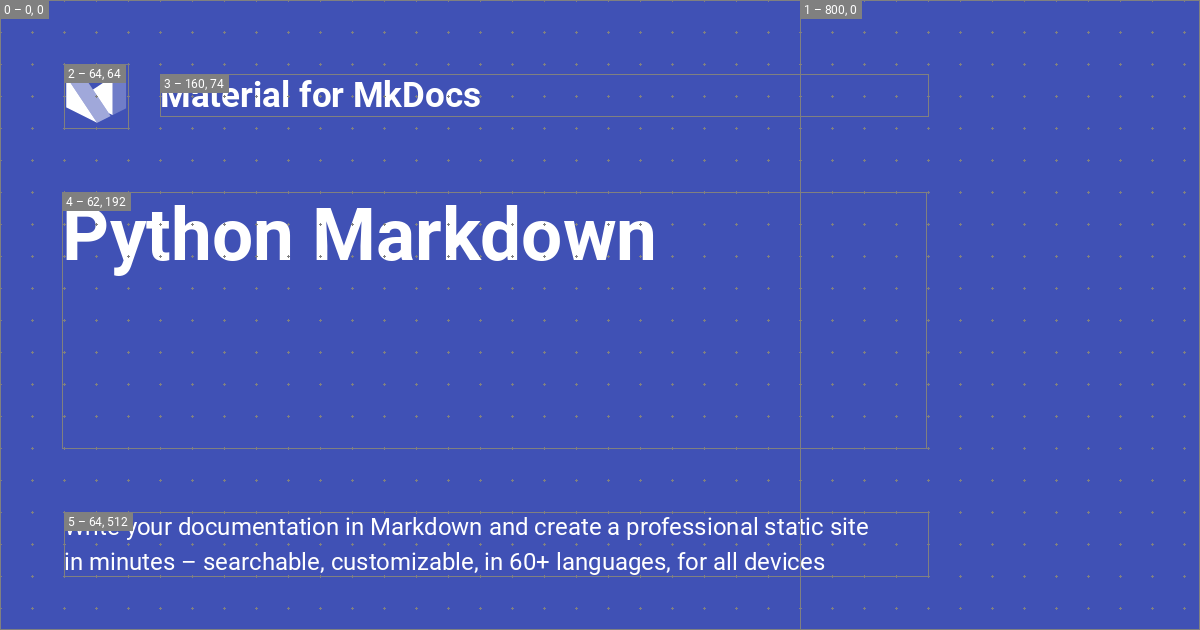 0 – 0, 0
1 – 800, 0
2 – 64, 64
3 – 160, 74
Material for MkDocs
4 – 62, 192
Python Markdown
5 – 64, 512
Write your documentation in Markdown and create a professional static site
in minutes – searchable, customizable, in 60+ languages, for all devices